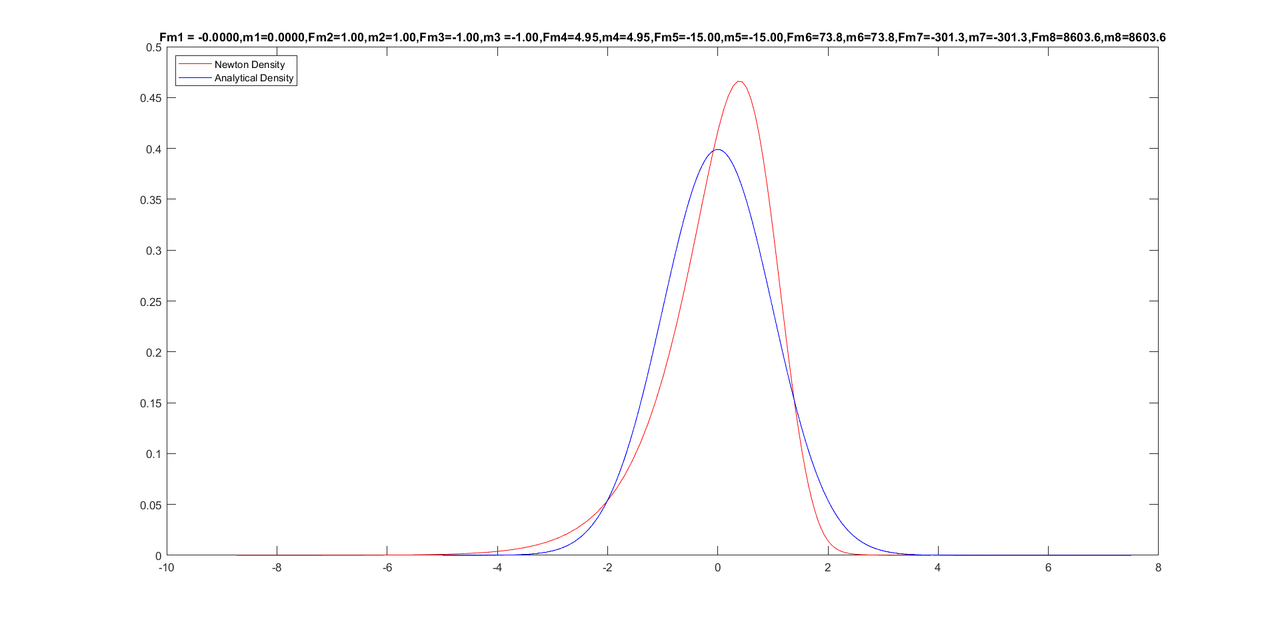 Fm1 = -0.0000,m1=0.0000,Fm2=1.00,m2=1.00,Fm3=-1.00,m3 =-1.00,Fm4=4.95,m4=4.95,Fm5=-15.00,m5=-15.00,Fm6=73.8,m6=73.8,Fm7=-301.3,m7=-301.3,Fm8=8603.6,m8=8603.6
Newton Density
Analytical Density
0.5
0.45
0.4
0.35
0.3
0.25
0.2
0.15
0.1
0.05
0
-10 -8 -6 -4 -2 0 2 4 6 8